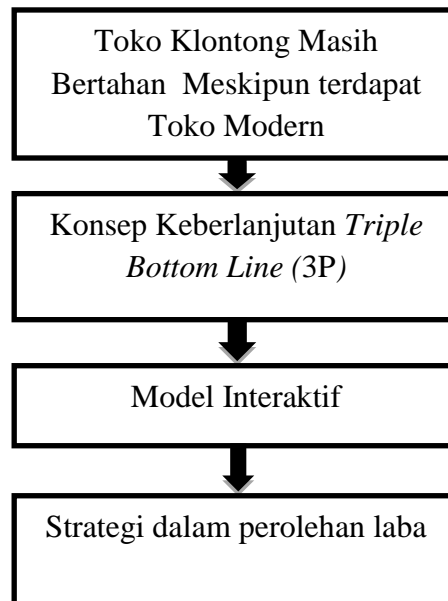 Toko Klontong Masih
Bertahan Meskipun terdapat
Toko Modern
Konsep Keberlanjutan Triple
Bottom Line (3P)
Model Interaktif
Strategi dalam perolehan laba